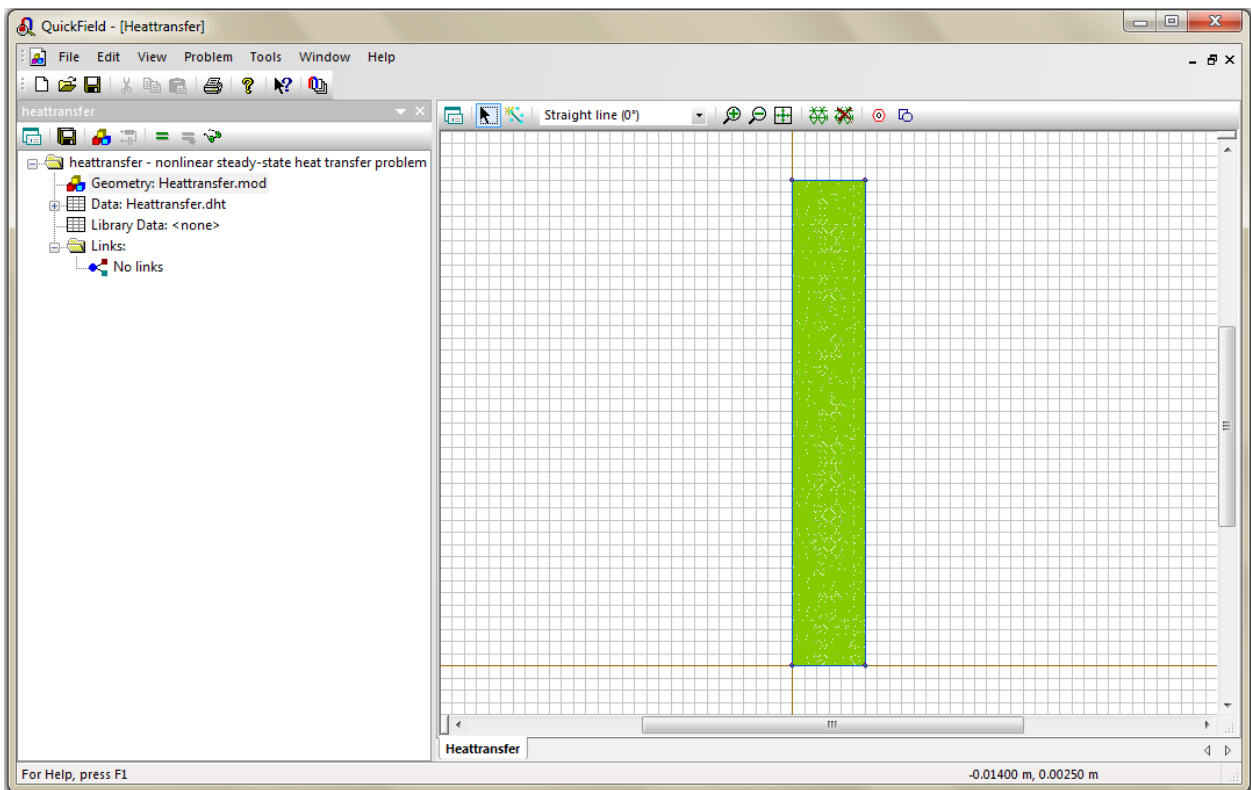 QuickField - [Heattransfer]
File Edit View Problem Tools Window Help
heattransfer
Straight line (0°)
heattransfer - nonlinear steady-state heat transfer problem
Geometry: Heattransfer.mod
Data: Heattransfer.dht
Library Data: <none>
Links:
No links
Heattransfer
For Help, press F1
-0.01400 m, 0.00250 m